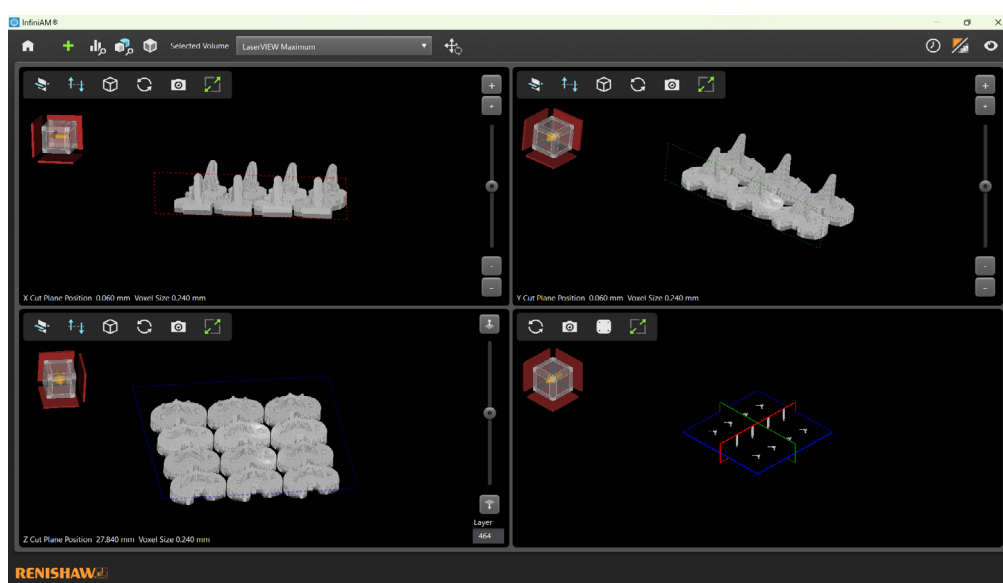 InfiniAM®
Selected Volume LaserVIEW Maximum
X Cut Plane Position 0.060 mm Voxel Size 0.240 mm
Y Cut Plane Position 0.060 mm Voxel Size 0.240 mm
Layer
464
Z Cut Plane Position 27.840 mm Voxel Size 0.240 mm
RENISHAW